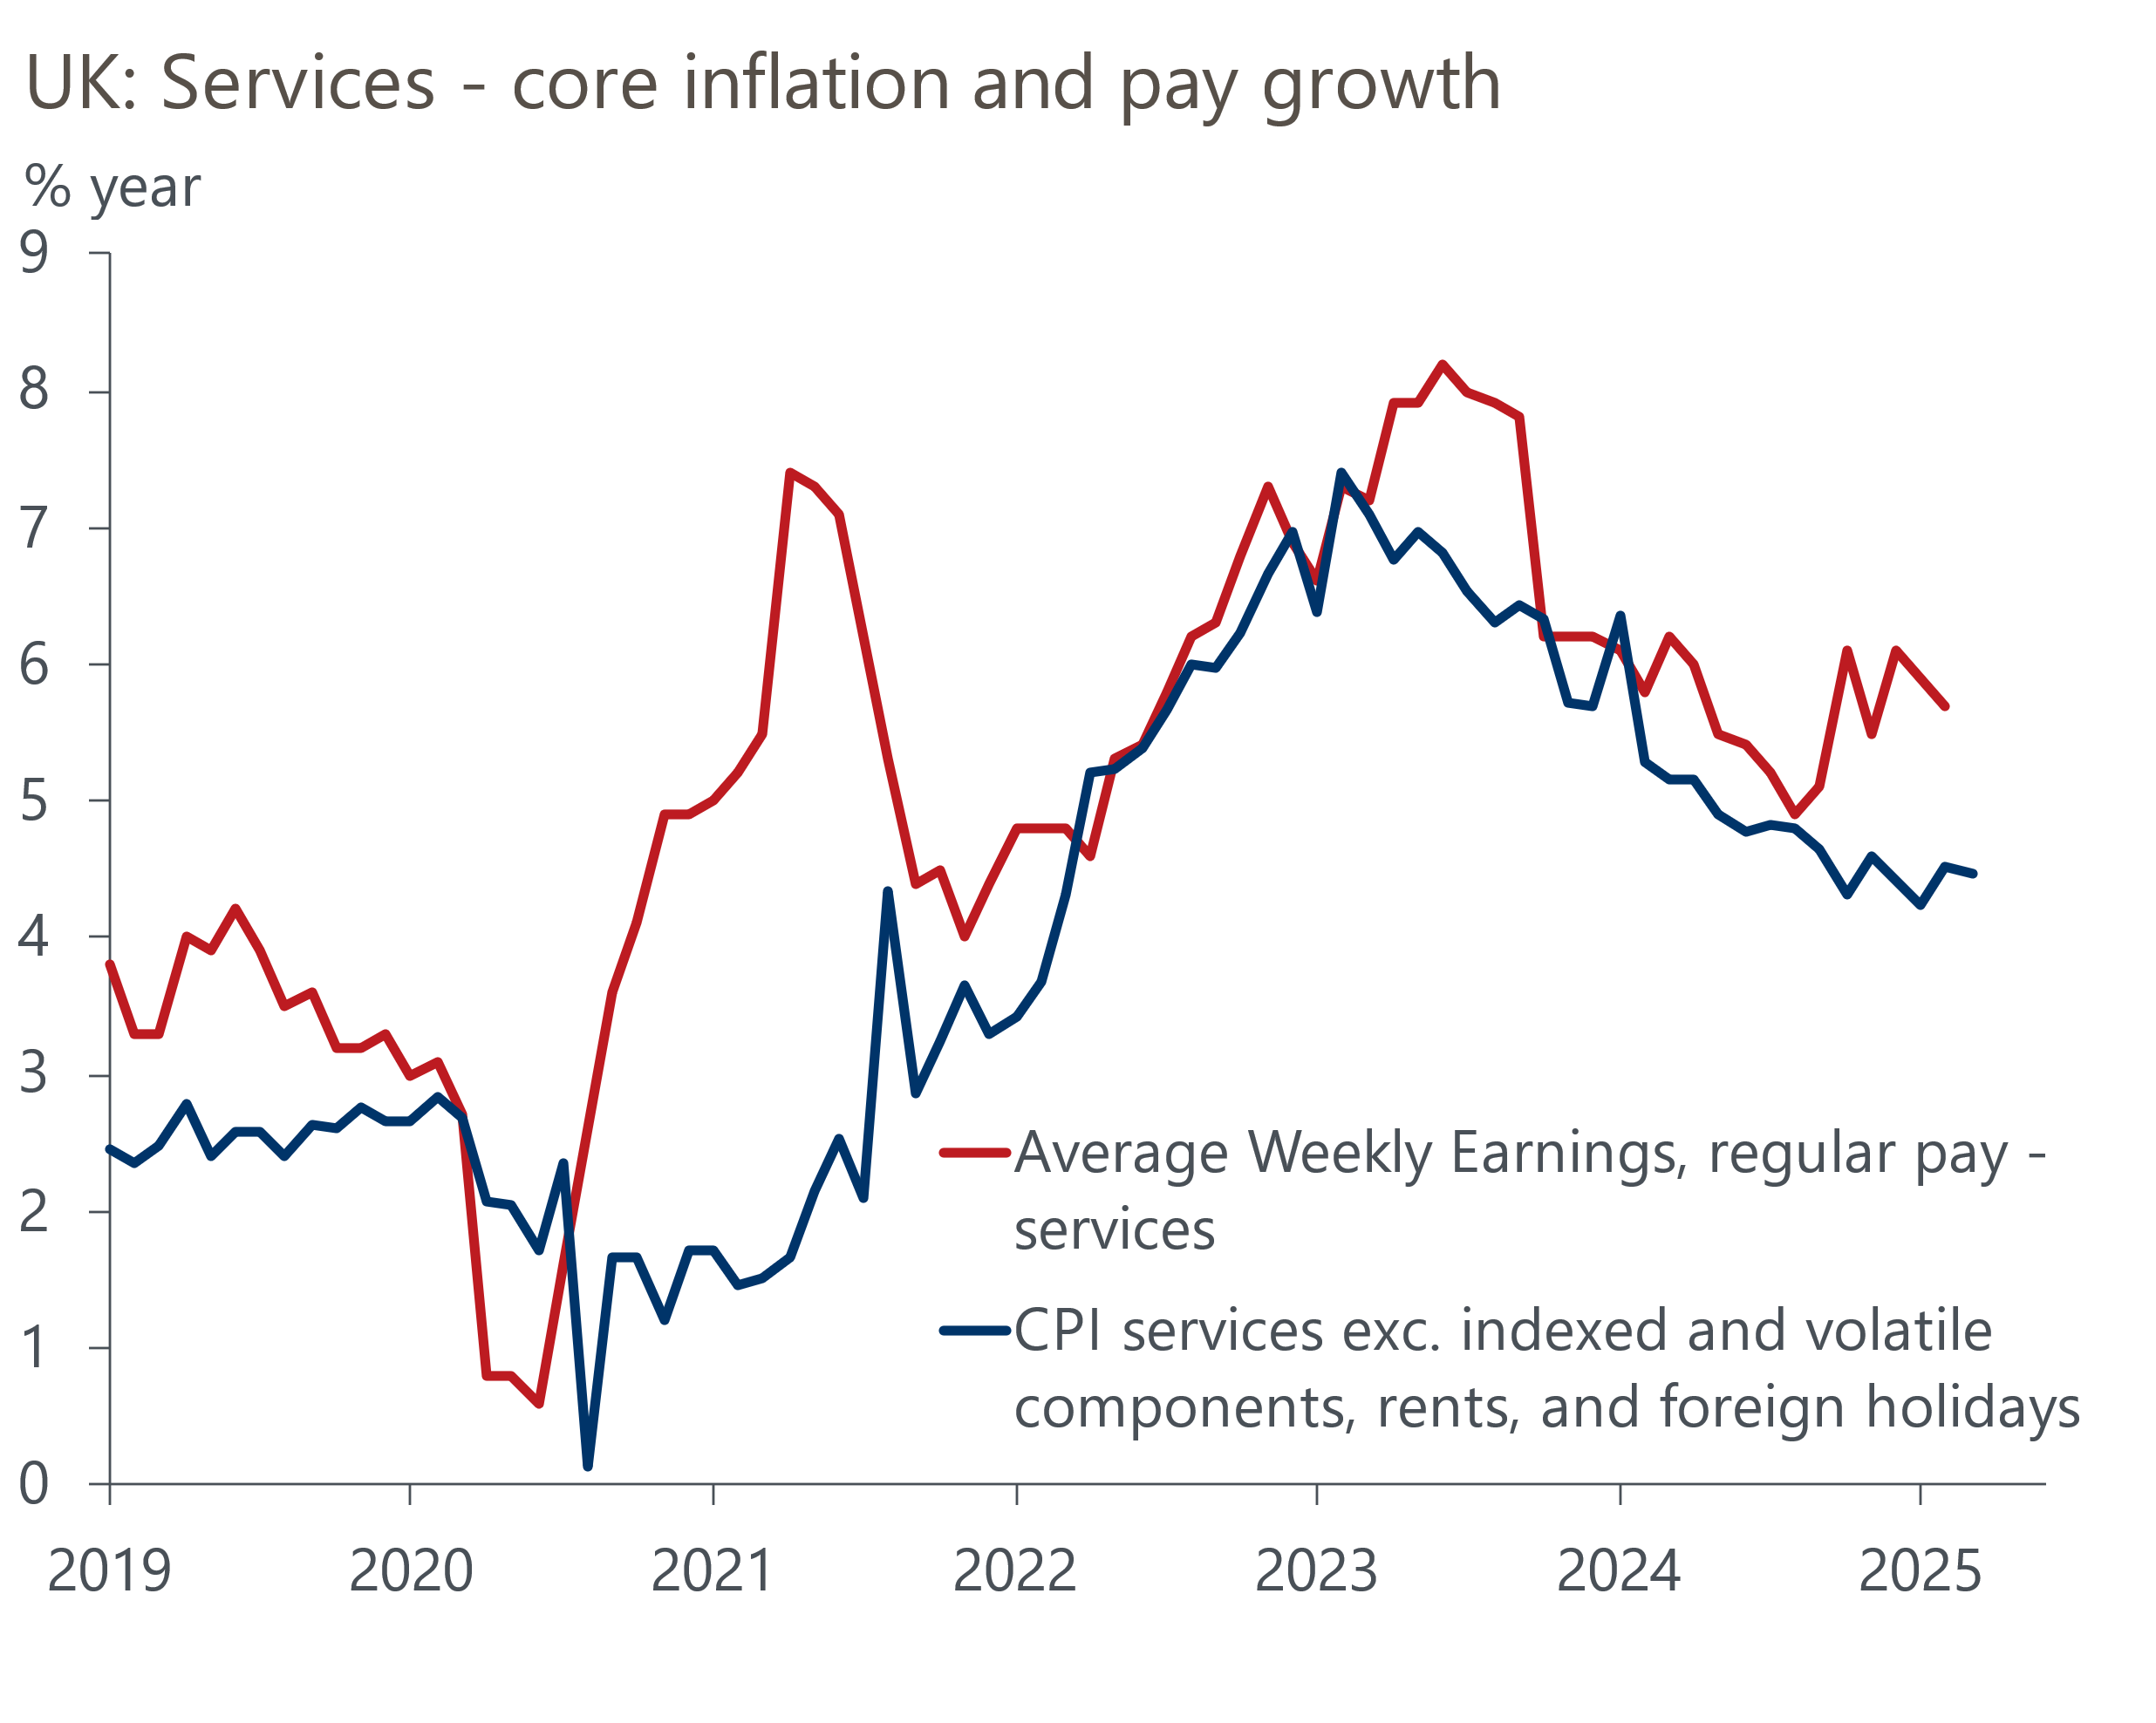 UK: Services - core inflation and pay growth
% year
9
8
7
6
5
4
3
2
1
0
Average Weekly Earnings, regular pay -
services
CPI services exc. indexed and volatile
components, rents, and foreign holidays
2019 2020 2021 2022 2023 2024 2025